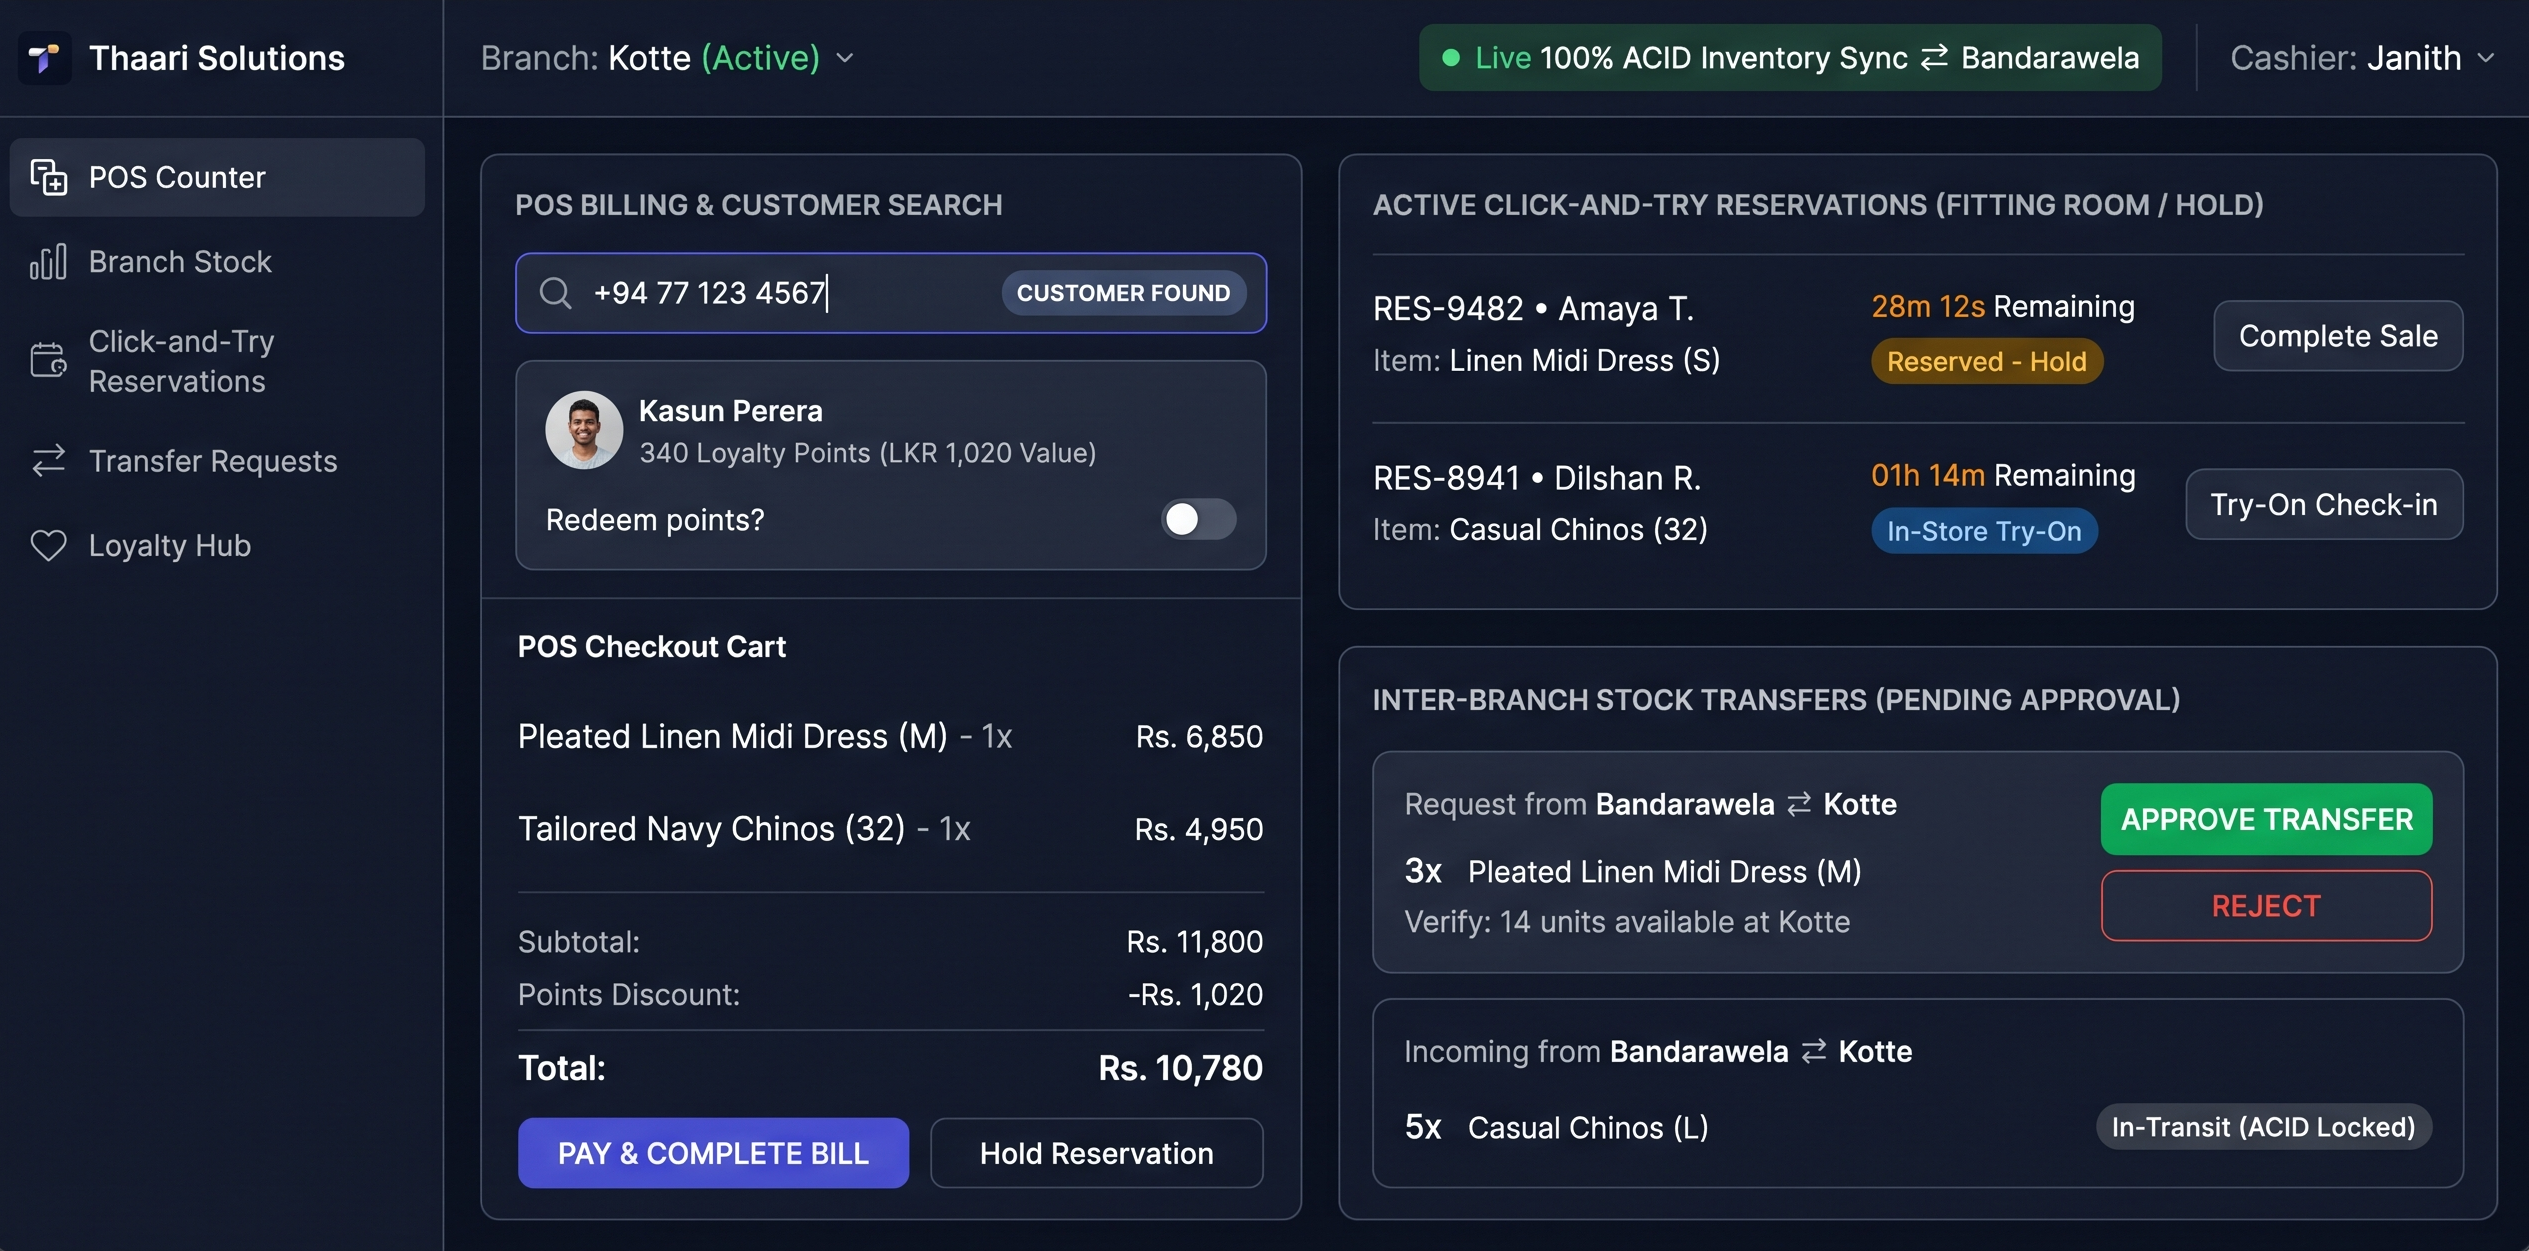 Thaari Solutions
Branch: Kotte (Active)
Live 100% ACID Inventory Sync ⇄ Bandarawela
Cashier: Janith
POS Counter
Branch Stock
Click-and-Try
Reservations
Transfer Requests
Loyalty Hub
POS BILLING & CUSTOMER SEARCH
+94 77 123 4567
CUSTOMER FOUND
Kasun Perera
340 Loyalty Points (LKR 1,020 Value)
Redeem points?
POS Checkout Cart
Pleated Linen Midi Dress (M) - 1x Rs. 6,850
Tailored Navy Chinos (32) - 1x Rs. 4,950
Subtotal: Rs. 11,800
Points Discount: -Rs. 1,020
Total: Rs. 10,780
PAY & COMPLETE BILL
Hold Reservation
ACTIVE CLICK-AND-TRY RESERVATIONS (FITTING ROOM / HOLD)
RES-9482 • Amaya T.
Item: Linen Midi Dress (S)
28m 12s Remaining
Reserved - Hold
Complete Sale
RES-8941 • Dilshan R.
Item: Casual Chinos (32)
01h 14m Remaining
In-Store Try-On
Try-On Check-in
INTER-BRANCH STOCK TRANSFERS (PENDING APPROVAL)
Request from Bandarawela ⇄ Kotte
3x Pleated Linen Midi Dress (M)
Verify: 14 units available at Kotte
APPROVE TRANSFER
REJECT
Incoming from Bandarawela ⇄ Kotte
5x Casual Chinos (L)
In-Transit (ACID Locked)